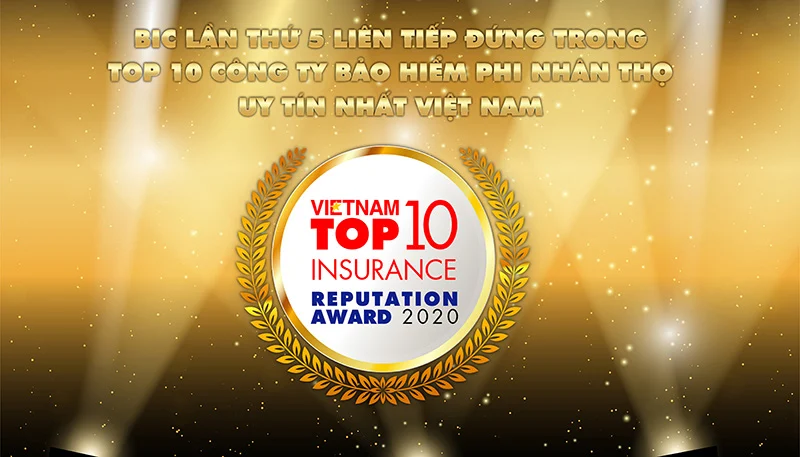 BIC LẦN THỨ 5 LIÊN TIẾP ĐỨNG TRONG
TOP 10 CÔNG TY BẢO HIỂM PHI NHÂN THỌ
UY TÍN NHẤT VIỆT NAM
VIETNAM
TOP 10
INSURANCE
REPUTATION
AWARD 2020